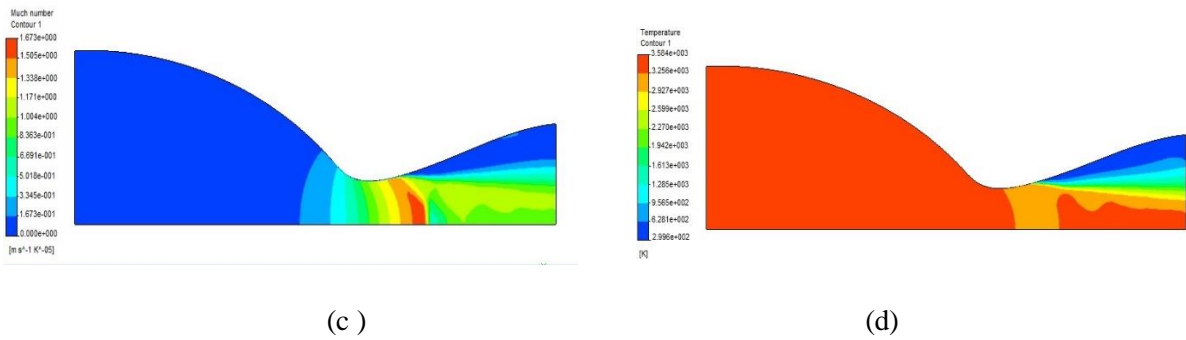 Much number
Contour 1
1.673e+000
1.505e+000
1.338e+000
1.171e+000
1.004e+000
8.363e-001
6.691e-001
5.018e-001
3.345e-001
1.673e-001
0.000e+000
[m s^-1 K^-05]
(c )
Temperature
Contour 1
3.584e+003
3.256e+003
2.927e+003
2.599e+003
2.270e+003
1.942e+003
1.613e+003
1.285e+003
9.565e+002
6.281e+002
2.996e+002
[K]
(d)